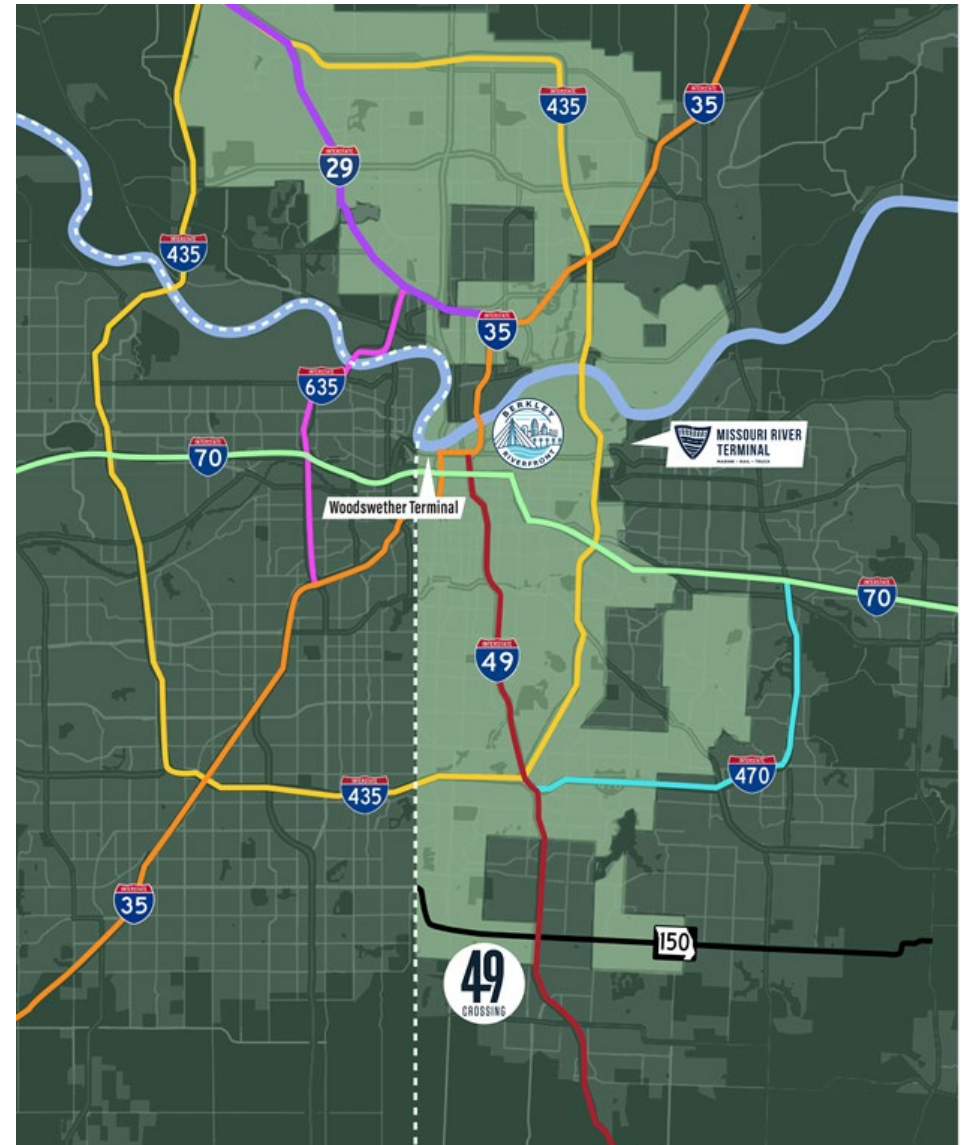 INTERSTATE
435
INTERSTATE
35
INTERSTATE
29
INTERSTATE
435
INTERSTATE
35
INTERSTATE
635
BERKLEY
RIVERFRONT
MISSOURI RIVER
TERMINAL
MARINE • RAIL • TRUCK
INTERSTATE
70
Woodswether Terminal
INTERSTATE
70
INTERSTATE
49
INTERSTATE
470
INTERSTATE
435
INTERSTATE
35
150
49
CROSSING